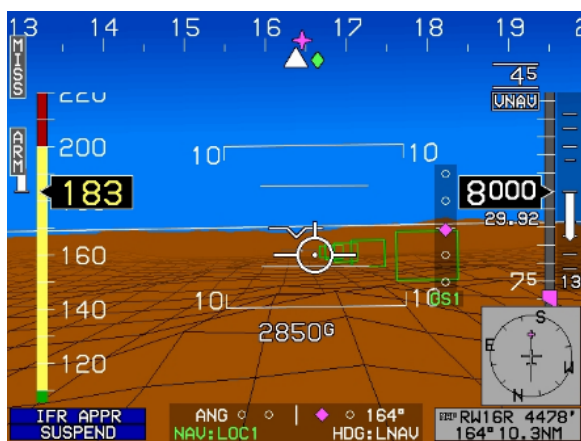 13 14 15 16 17 18 19
MISS
45
VNAV
220
ARM
200
10 10
183
8000
29.92
160
140
10 10
75
13
GS1
2850G
120
S
E
W
N
IFR APPR
SUSPEND
ANG 164°
NAV:LOC1 HDG:LNAV
RW16R 4478'
164° 10.3NM